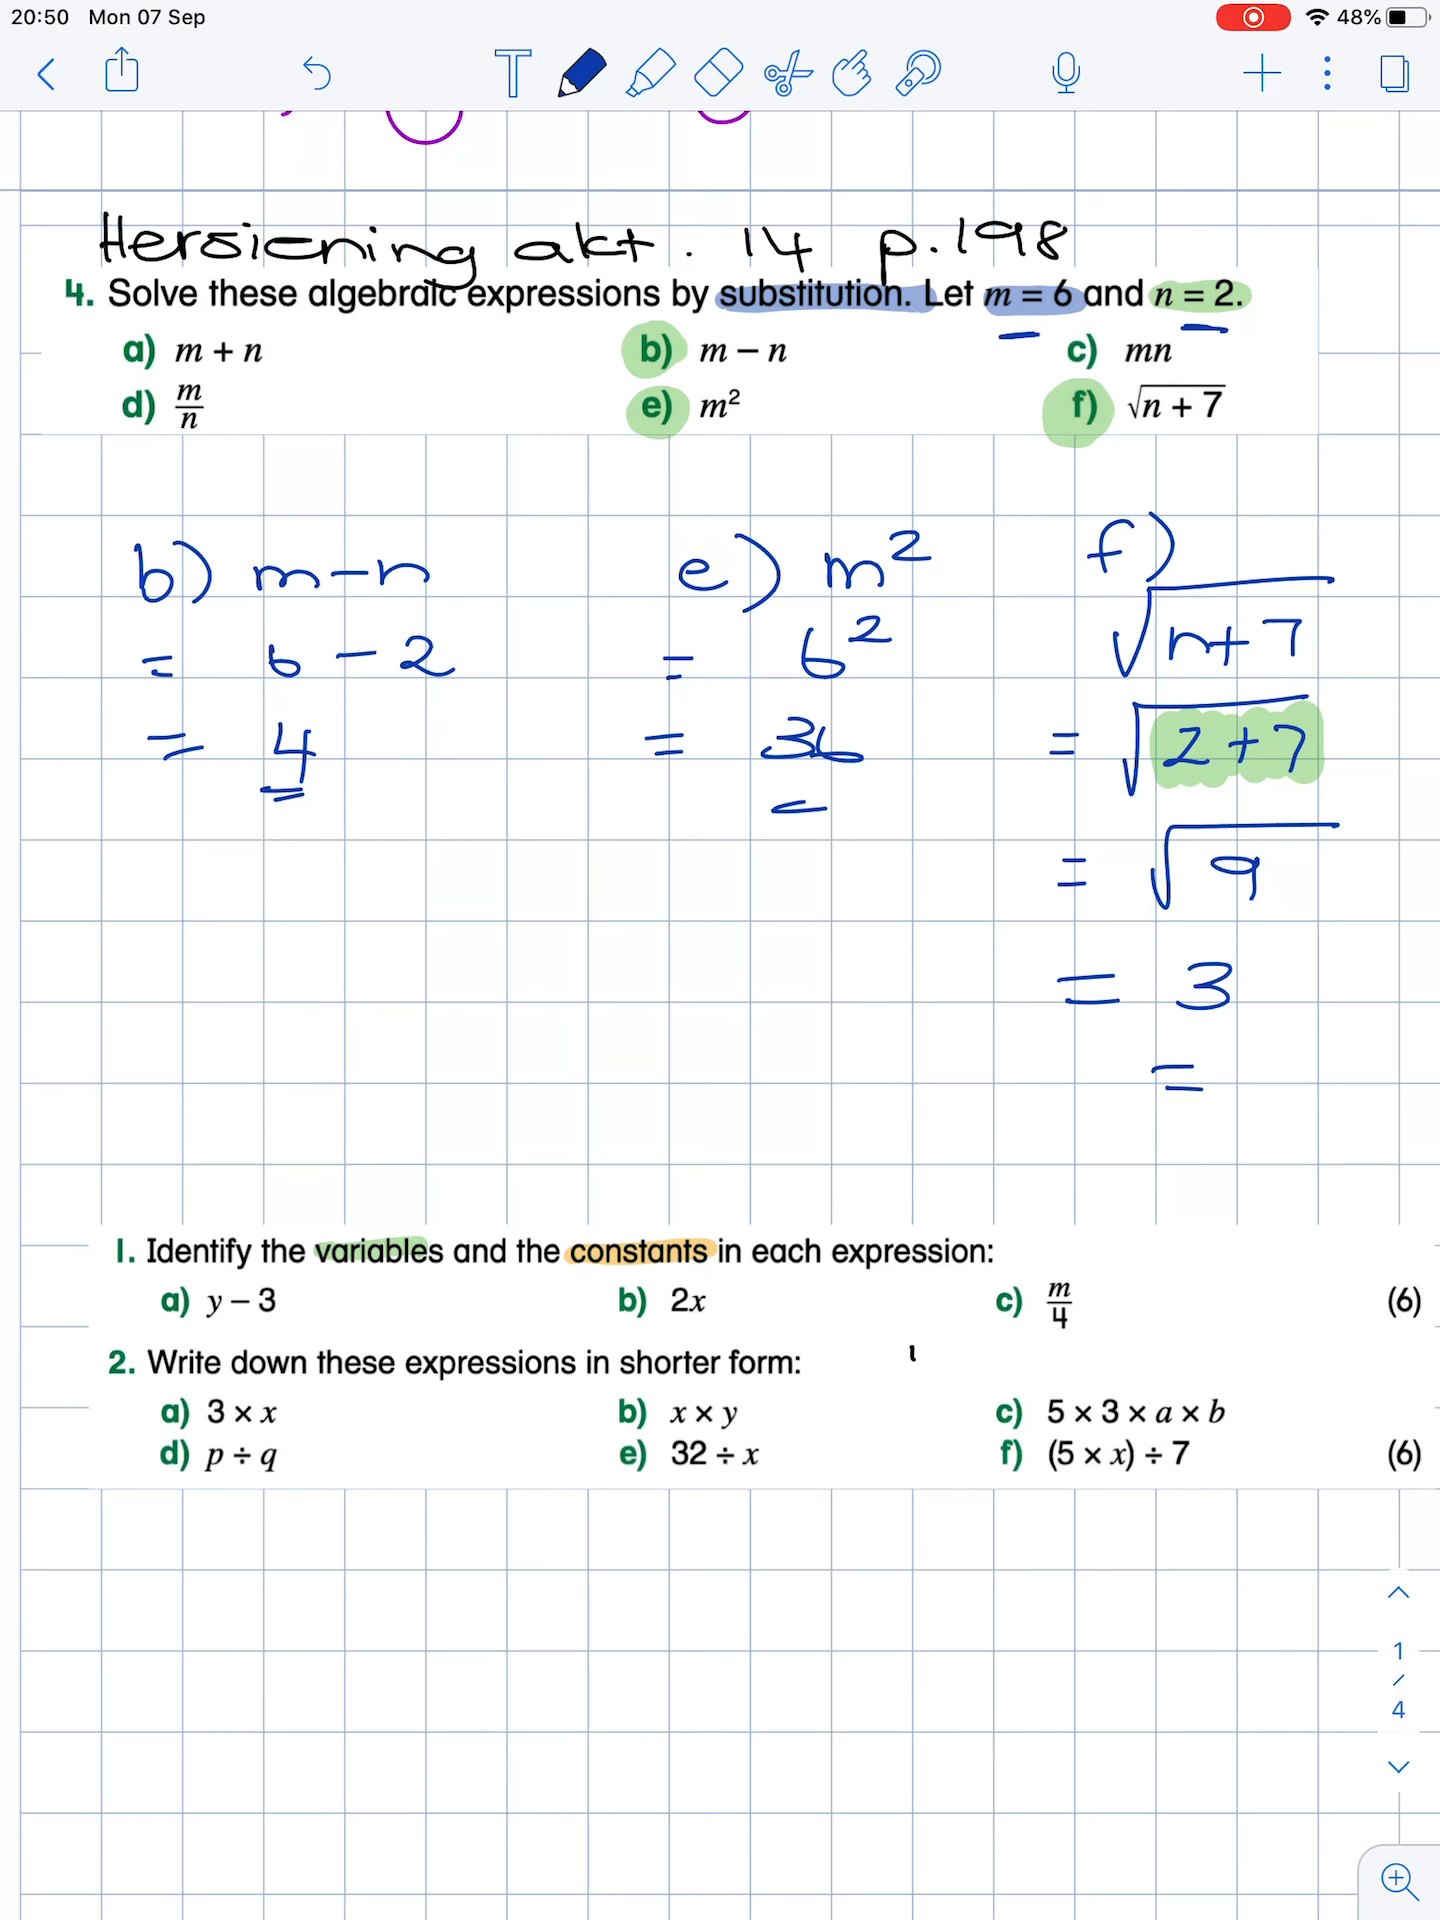 20:50 Mon 07 Sep 48%
Hersiening akt. 14 p.198
4. Solve these algebraic expressions by substitution. Let m = 6 and n = 2.
a) m + n b) m − n c) mn
d) m/n e) m² f) √(n + 7)
b) m-n e) m² f) √(n+7)
= 6 - 2 = 6² = √(2+7)
= 4 = 36 = √9
= 3
1. Identify the variables and the constants in each expression:
a) y − 3 b) 2x c) m/4 (6)
2. Write down these expressions in shorter form:
a) 3 × x b) x × y c) 5 × 3 × a × b
d) p ÷ q e) 32 ÷ x f) (5 × x) ÷ 7 (6)
1
/
4